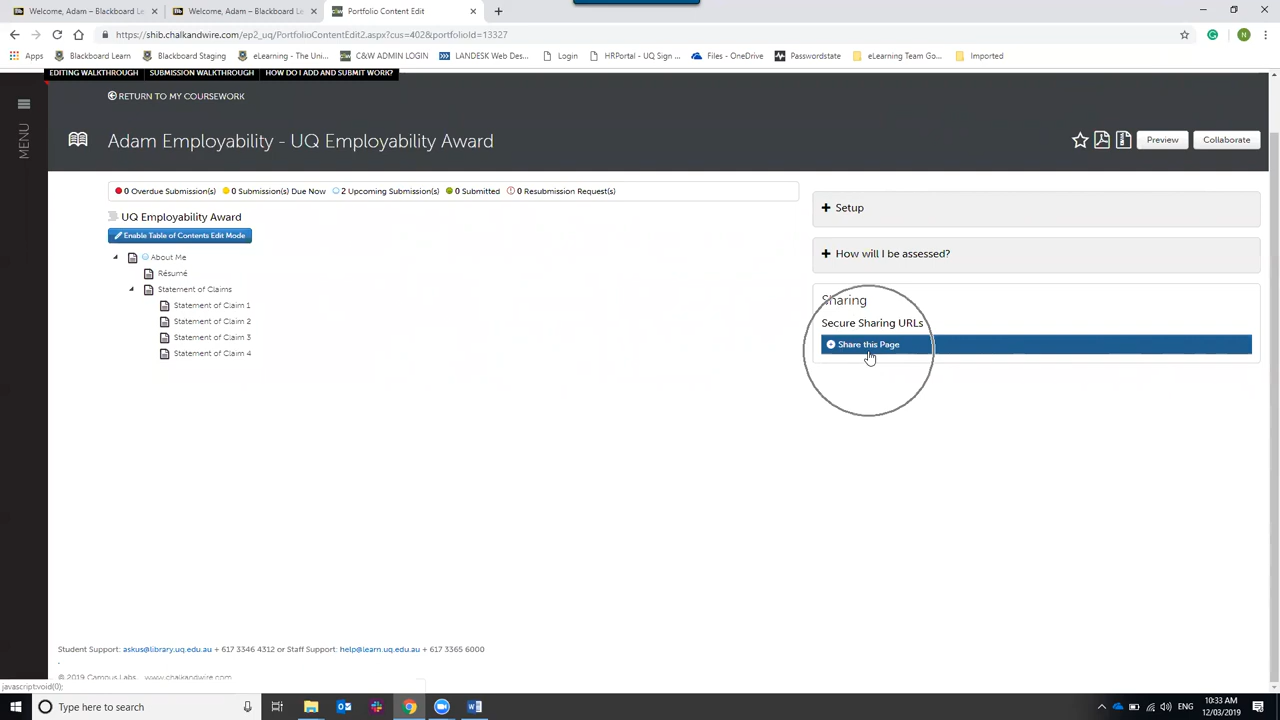 Welcome, Adam – Blackboard Le
Welcome, Adam – Blackboard Le
Portfolio Content Edit
https://shib.chalkandwire.com/ep2_uq/PortfolioContentEdit2.aspx?cus=402&portfolioId=13327
N
Apps
Blackboard Learn
Blackboard Staging
eLearning - The Uni...
C&W ADMIN LOGIN
LANDESK Web Des...
Login
HRPortal - UQ Sign ...
Files - OneDrive
Passwordstate
eLearning Team Go...
Imported
EDITING WALKTHROUGH
SUBMISSION WALKTHROUGH
HOW DO I ADD AND SUBMIT WORK?
MENU
RETURN TO MY COURSEWORK
Adam Employability - UQ Employability Award
Preview
Collaborate
0 Overdue Submission(s)
0 Submission(s) Due Now
2 Upcoming Submission(s)
0 Submitted
0 Resubmission Request(s)
UQ Employability Award
Enable Table of Contents Edit Mode
About Me
Résumé
Statement of Claims
Statement of Claim 1
Statement of Claim 2
Statement of Claim 3
Statement of Claim 4
+ Setup
+ How will I be assessed?
Sharing
Secure Sharing URLs
Share this Page
Student Support: askus@library.uq.edu.au + 617 3346 4312 or Staff Support: help@learn.uq.edu.au + 617 3365 6000
.
© 2019 Campus Labs www.chalkandwire.com
javascript:void(0);
Type here to search
ENG
10:33 AM
12/03/2019